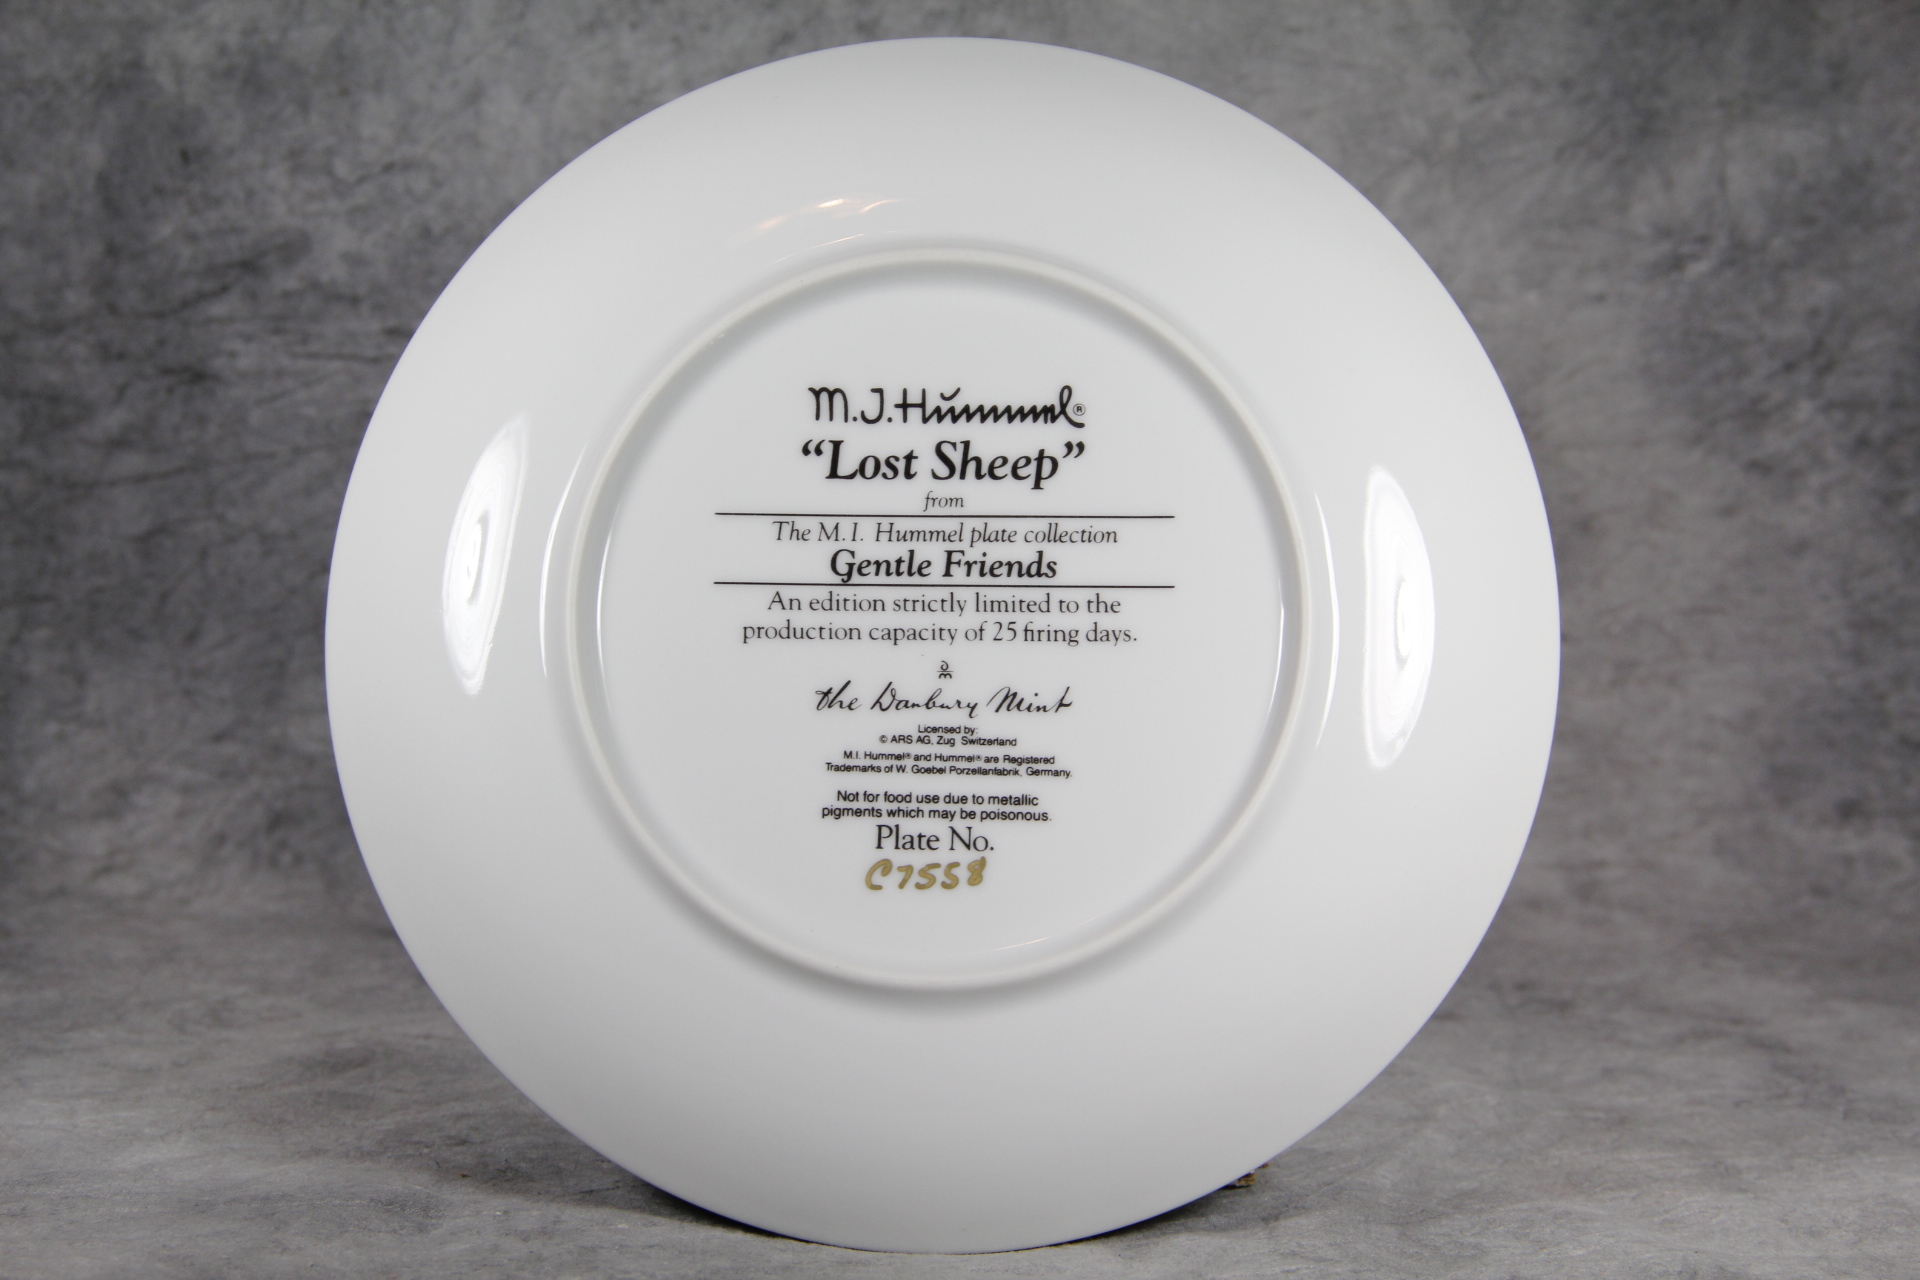 M.J. Hummel®
“Lost Sheep”
from
The M. I. Hummel plate collection
Gentle Friends
An edition strictly limited to the
production capacity of 25 firing days.
the Danbury Mint
Licensed by:
© ARS AG, Zug Switzerland
M.I. Hummel® and Hummel® are Registered
Trademarks of W. Goebel Porzellanfabrik, Germany.
Not for food use due to metallic
pigments which may be poisonous.
Plate No.
C7558